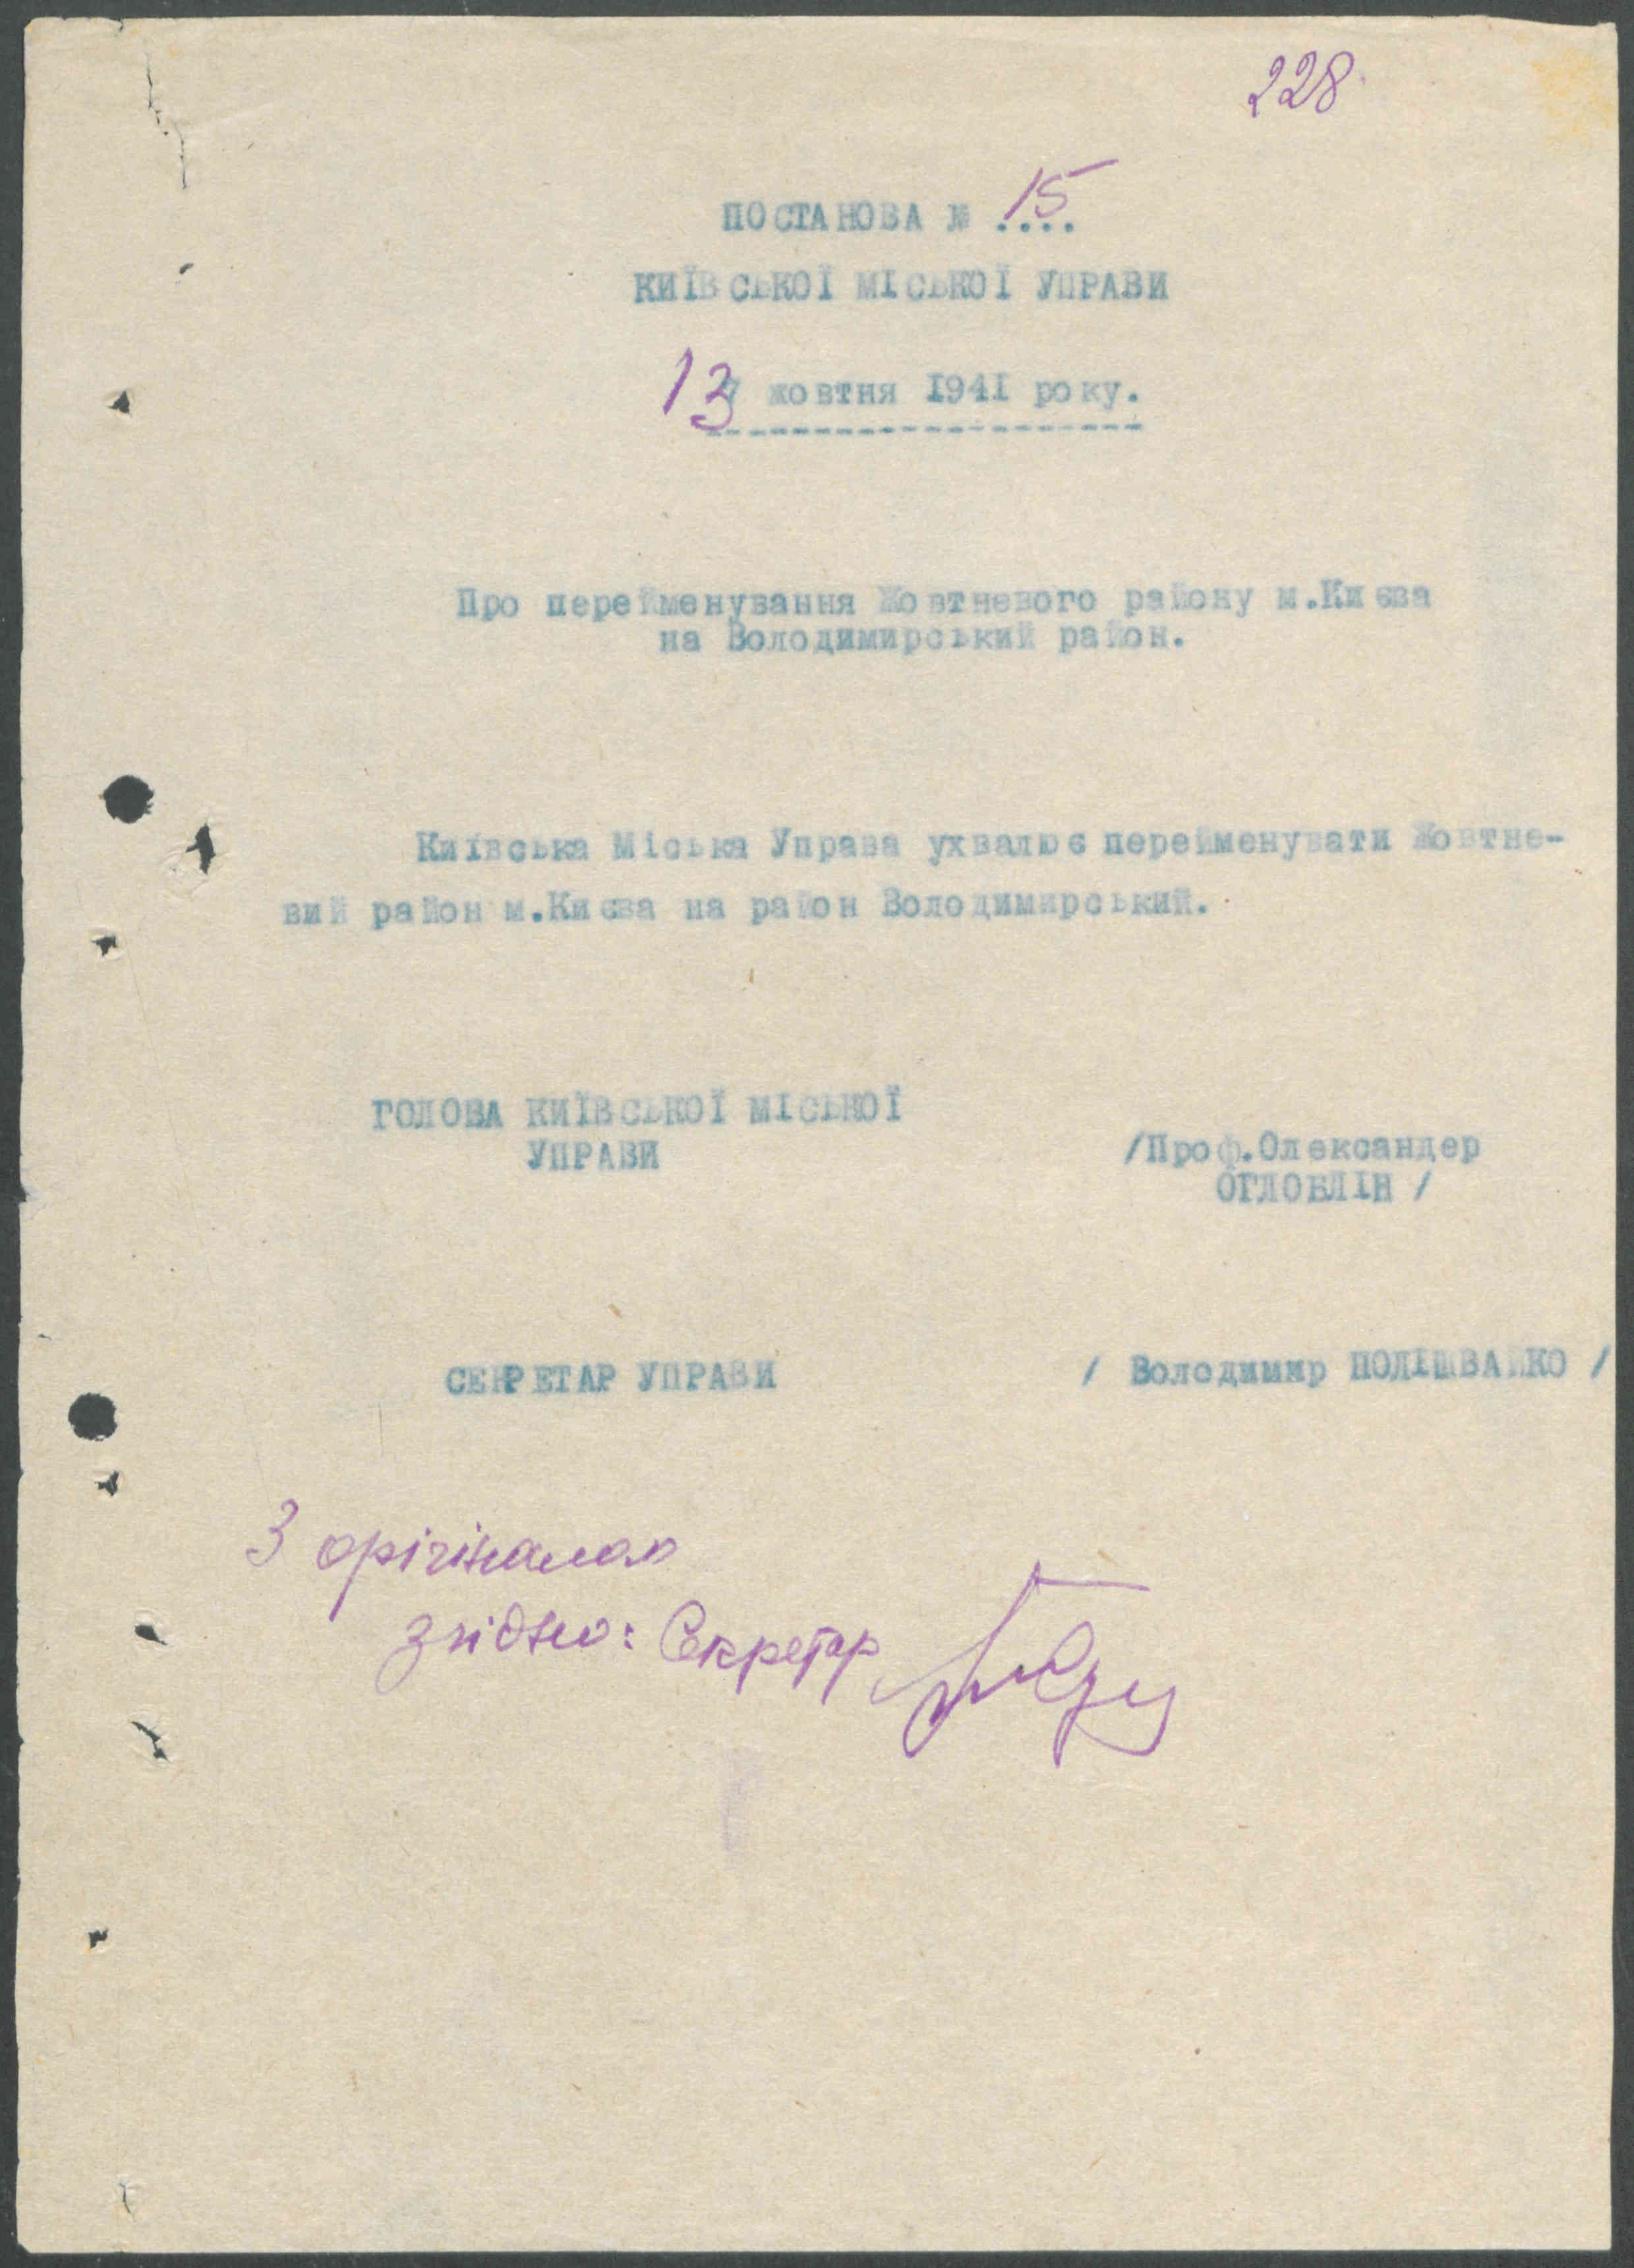 228
ПОСТАНОВА № 15
КИЇВСЬКОЇ МІСЬКОЇ УПРАВИ
13 жовтня 1941 року.
Про перейменування Жовтневого району м.Києва
на Володимирський район.
Київська Міська Управа ухвалює перейменувати Жовтне-
вий район м.Києва на район Володимирський.
ГОЛОВА КИЇВСЬКОЇ МІСЬКОЇ
УПРАВИ
/Проф.Олександер
ОГЛОБЛІН /
СЕКРЕТАР УПРАВИ / Володимир ПОДІШВАЙКО /
З орігіналом
згідно: Секретар